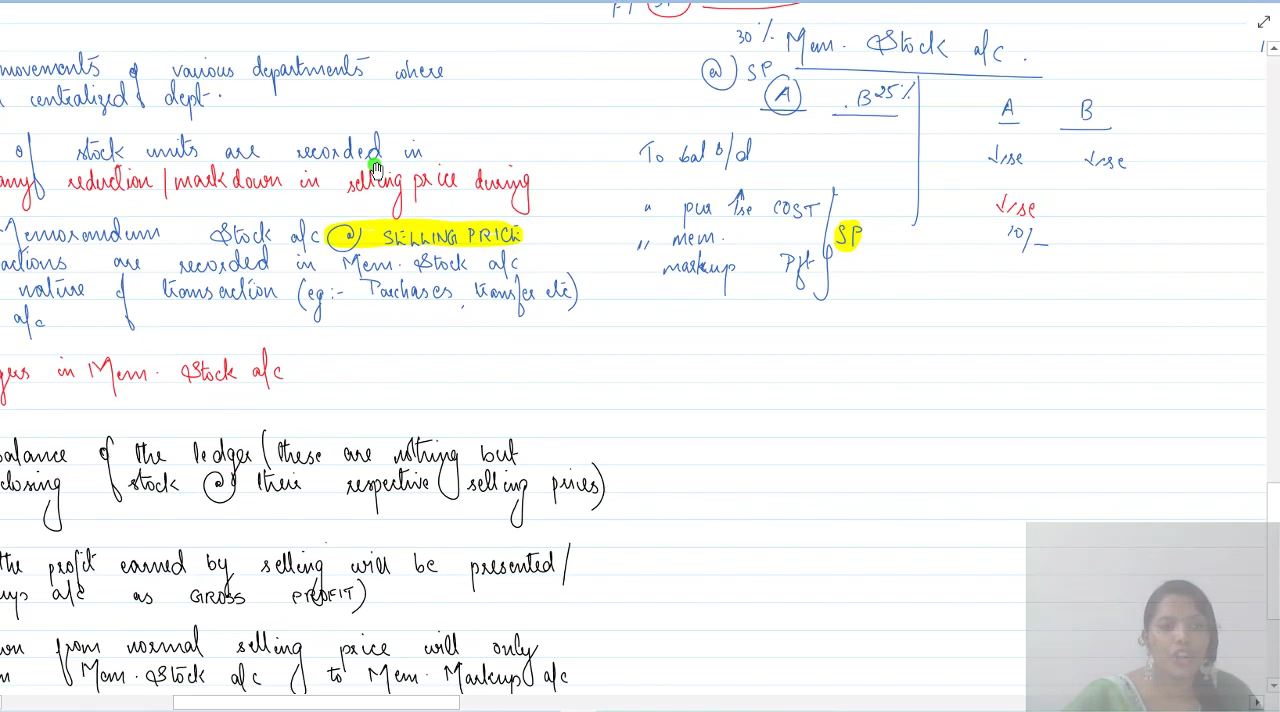 movements of various departments where
centralized dept.
of stock units are recorded in
any reduction/markdown in selling price during
Memorandum Stock a/c @ SELLING PRICE
actions are recorded in Mem. Stock a/c
nature of transaction (eg:- Purchases, transfer etc)
a/c
in Mem. Stock a/c
balance of the ledger (these are nothing but
closing stock @ their respective selling prices)
the profit earned by selling will be presented/
a/c as GROSS PROFIT)
from normal selling price will only
Mem. Stock a/c to Mem. Markup a/c
30% Mem. Stock a/c.
@ SP
A B 25% A B
To bal b/d ↓se ↓se
" pur ↑se COST ↓se
" mem. SP 10/-
markup Pft